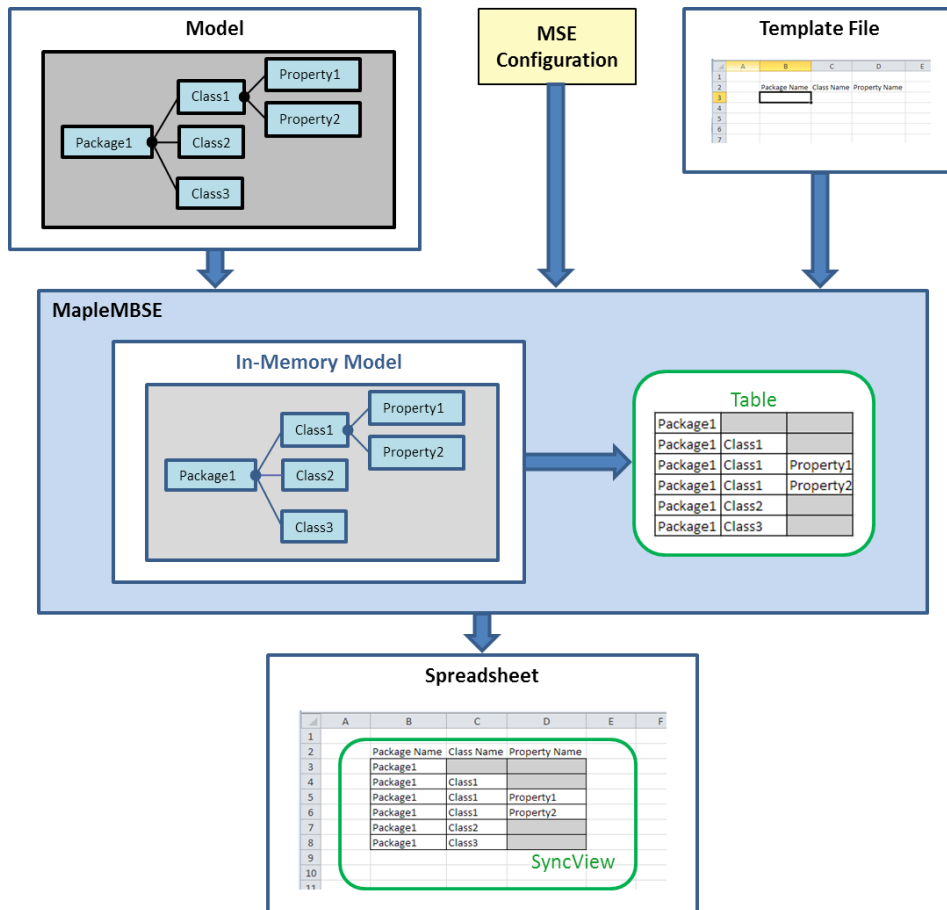 Model
Property1
Class1
Property2
Package1
Class2
Class3
MSE
Configuration
Template File
A B C D E
1
2 Package Name Class Name Property Name
3
4
5
6
7
MapleMBSE
In-Memory Model
Property1
Class1
Property2
Package1
Class2
Class3
Table
Package1
Package1 Class1
Package1 Class1 Property1
Package1 Class1 Property2
Package1 Class2
Package1 Class3
Spreadsheet
A B C D E F
1
2 Package Name Class Name Property Name
3 Package1
4 Package1 Class1
5 Package1 Class1 Property1
6 Package1 Class1 Property2
7 Package1 Class2
8 Package1 Class3
9 SyncView
10
11